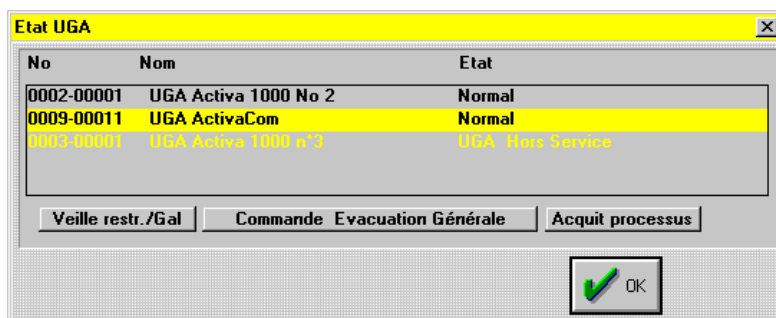 Etat UGA
No Nom Etat
0002-00001 UGA Activa 1000 No 2 Normal
0009-00011 UGA ActivaCom Normal
0003-00001 UGA Activa 1000 n°3 UGA Hors Service
Veille restr./Gal Commande Evacuation Générale Acquit processus
OK